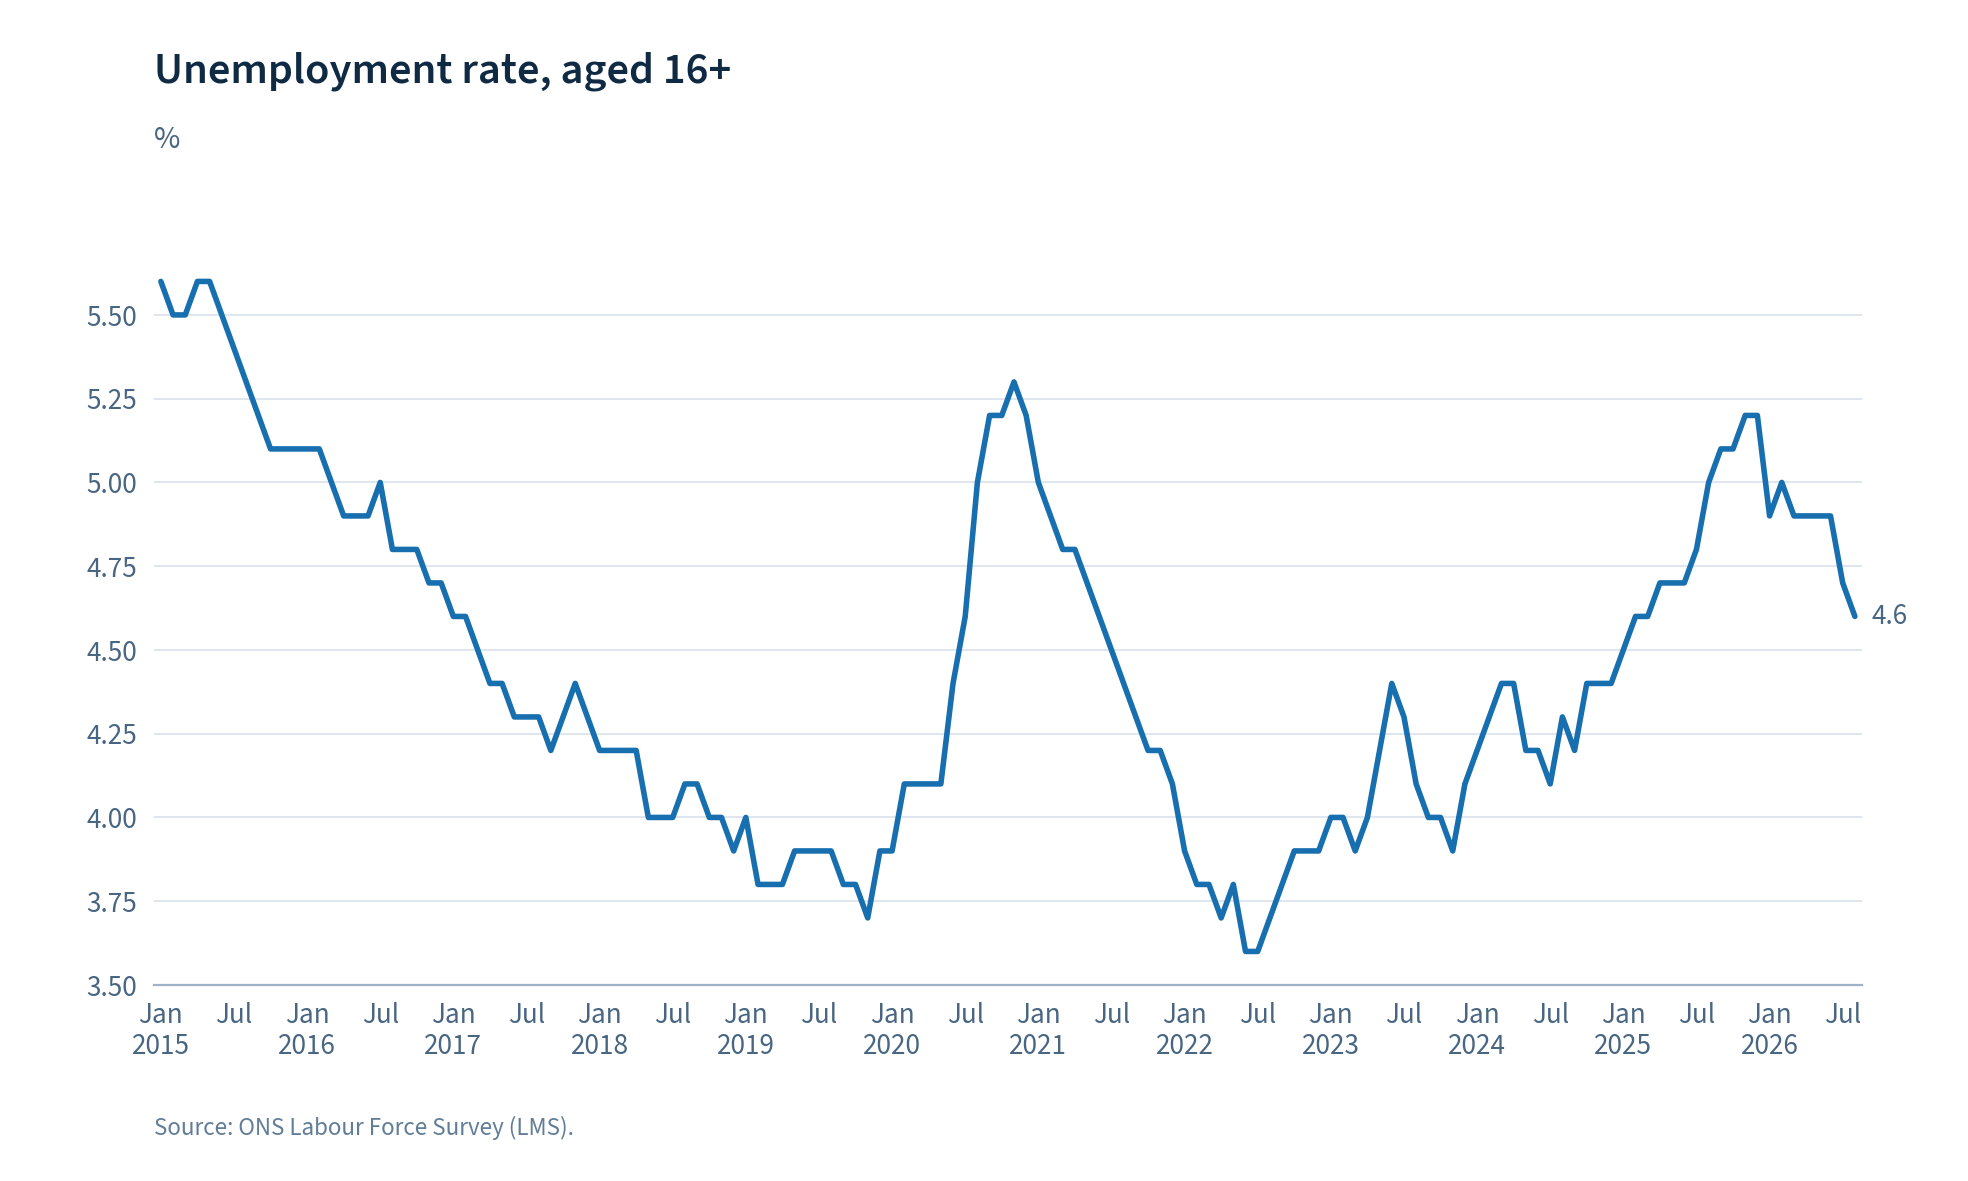 Unemployment rate, aged 16+
%
5.50
5.25
5.00
4.75
4.50
4.25
4.00
3.75
3.50
4.6
Jan Jul Jan Jul Jan Jul Jan Jul Jan Jul Jan Jul Jan Jul Jan Jul Jan Jul Jan Jul Jan Jul Jan Jul
2015 2016 2017 2018 2019 2020 2021 2022 2023 2024 2025 2026
Source: ONS Labour Force Survey (LMS).